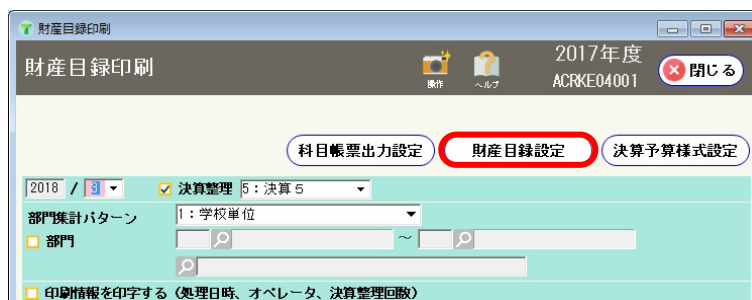 財産目録印刷
財産目録印刷
操作
ヘルプ
2017年度
ACRKE04001
閉じる
科目帳票出力設定
財産目録設定
決算予算様式設定
2018 / 3
決算整理
5:決算5
部門集計パターン
1:学校単位
部門
～
印刷情報を印字する(処理日時、オペレータ、決算整理回数)